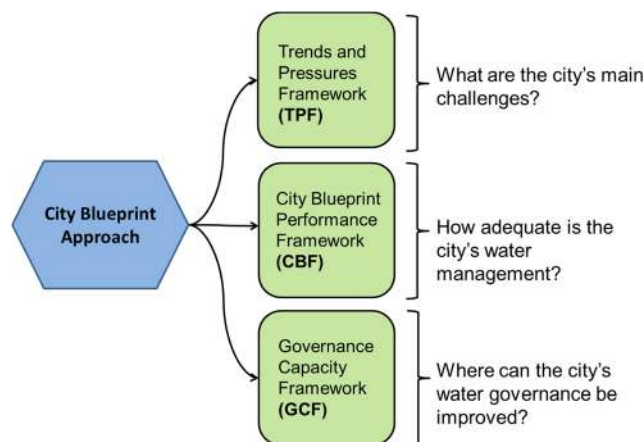 City Blueprint
Approach
Trends and
Pressures
Framework
(TPF)
What are the city's main
challenges?
City Blueprint
Performance
Framework
(CBF)
How adequate is the
city's water
management?
Governance
Capacity
Framework
(GCF)
Where can the city's
water governance be
improved?